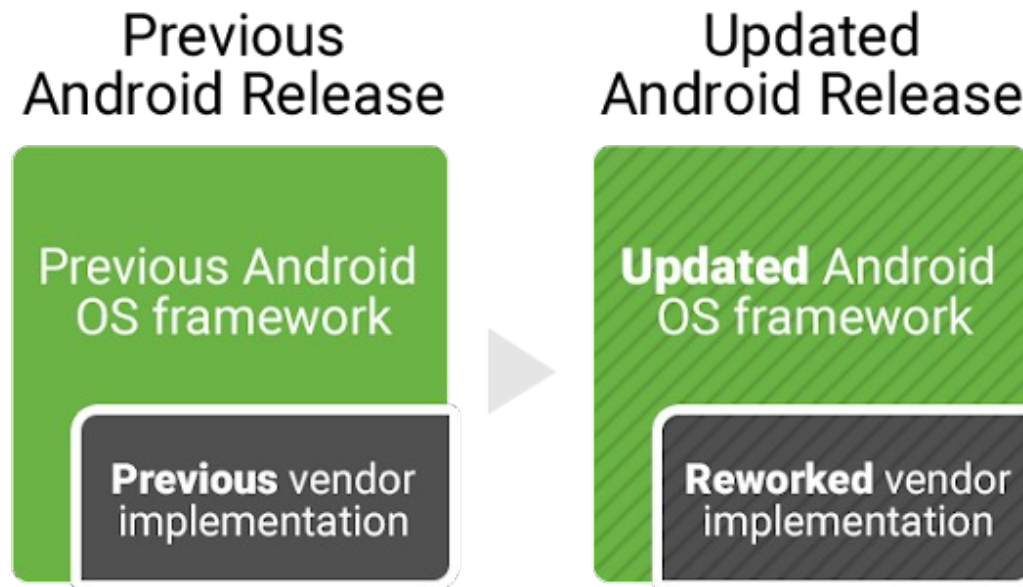 Previous
Android Release
Updated
Android Release
Previous Android
OS framework
Updated Android
OS framework
Previous vendor
implementation
Reworked vendor
implementation